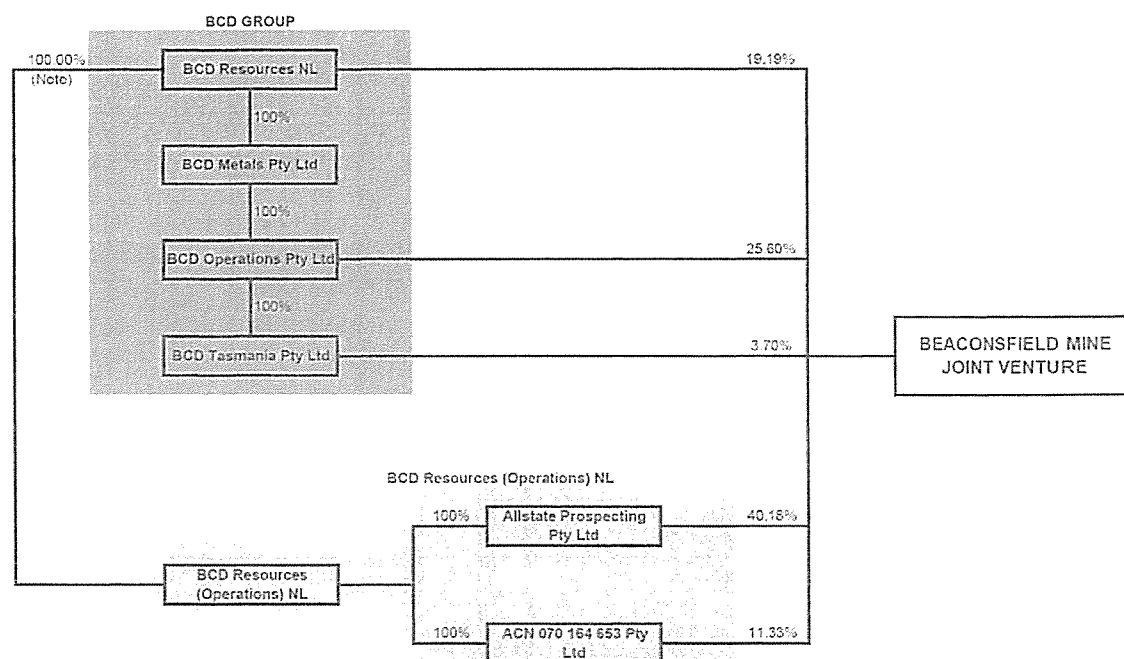 BCD GROUP
100.00%
(Note)
BCD Resources NL
19.19%
100%
BCD Metals Pty Ltd
100%
BCD Operations Pty Ltd
25.60%
100%
BCD Tasmania Pty Ltd
3.70%
BEACONSFIELD MINE
JOINT VENTURE
BCD Resources (Operations) NL
100%
Allstate Prospecting
Pty Ltd
40.18%
BCD Resources
(Operations) NL
100%
ACN 070 164 653 Pty
Ltd
11.33%